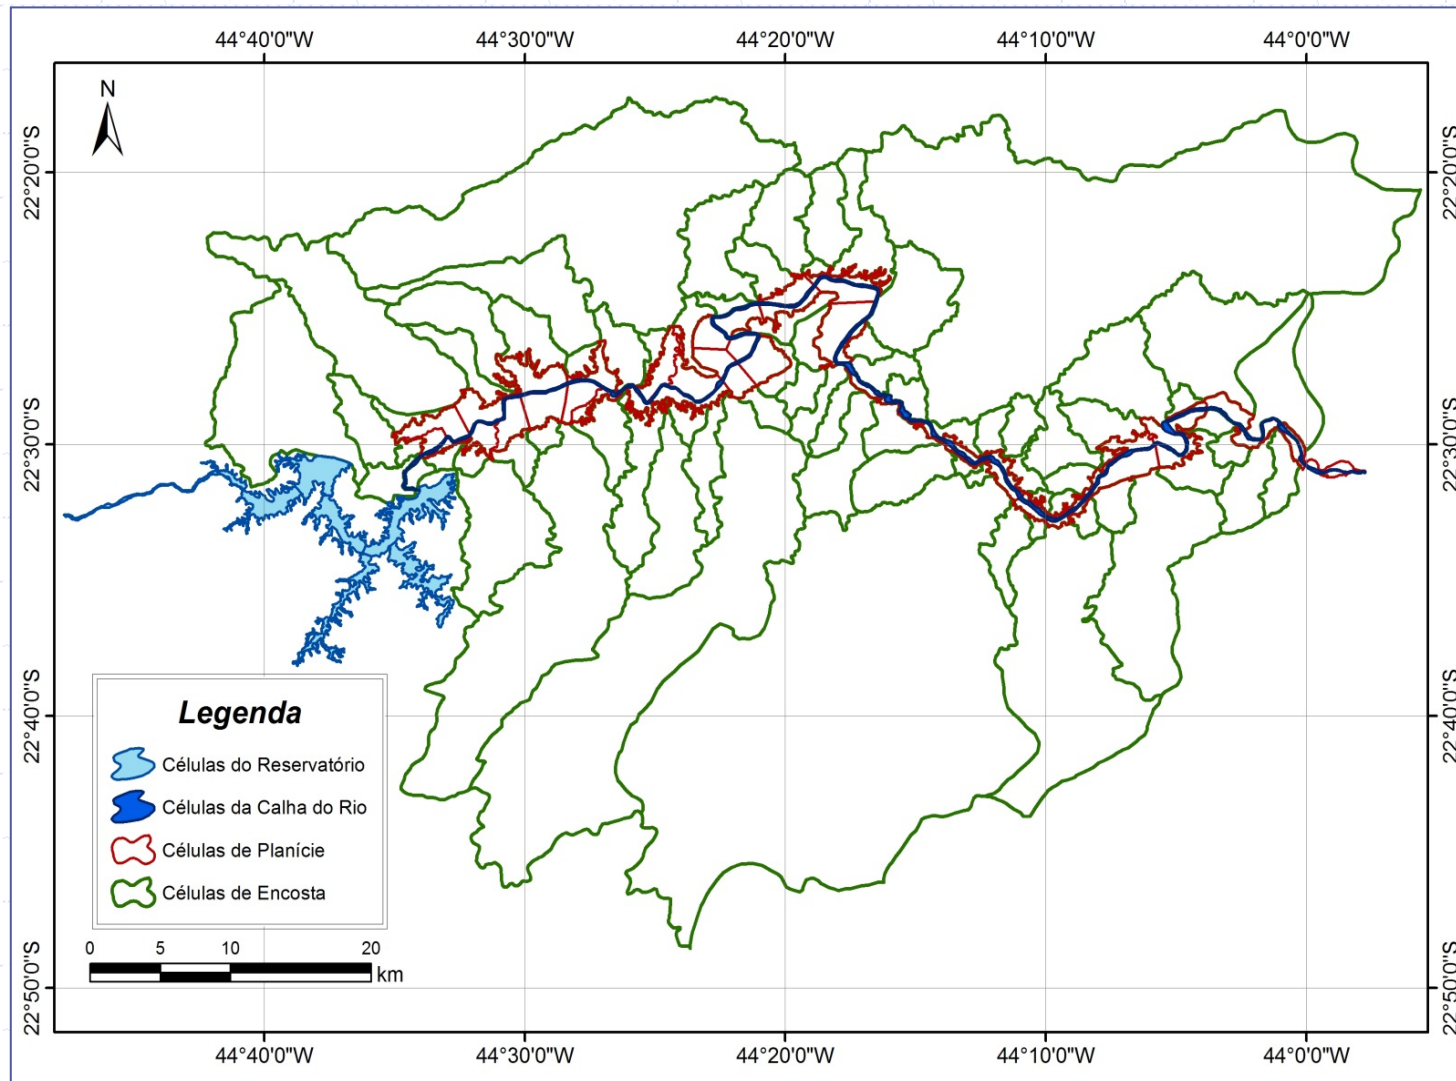 44°40'0"W 44°30'0"W 44°20'0"W 44°10'0"W 44°0'0"W
N
22°20'0"S 22°20'0"S
22°30'0"S 22°30'0"S
22°40'0"S 22°40'0"S
Legenda
Células do Reservatório
Células da Calha do Rio
Células de Planície
Células de Encosta
0 5 10 20
km
22°50'0"S 22°50'0"S
44°40'0"W 44°30'0"W 44°20'0"W 44°10'0"W 44°0'0"W